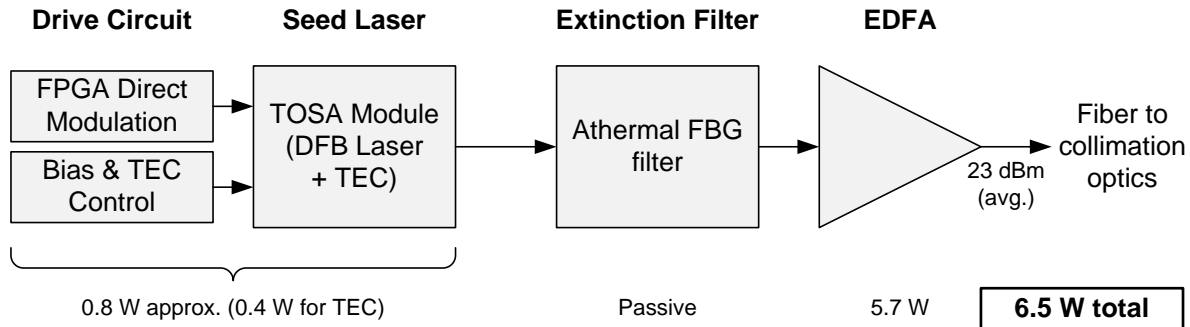 Drive Circuit
Seed Laser
Extinction Filter
EDFA
FPGA Direct
Modulation
Bias & TEC
Control
TOSA Module
(DFB Laser
+ TEC)
Athermal FBG
filter
23 dBm
(avg.)
Fiber to
collimation
optics
0.8 W approx. (0.4 W for TEC)
Passive
5.7 W
6.5 W total